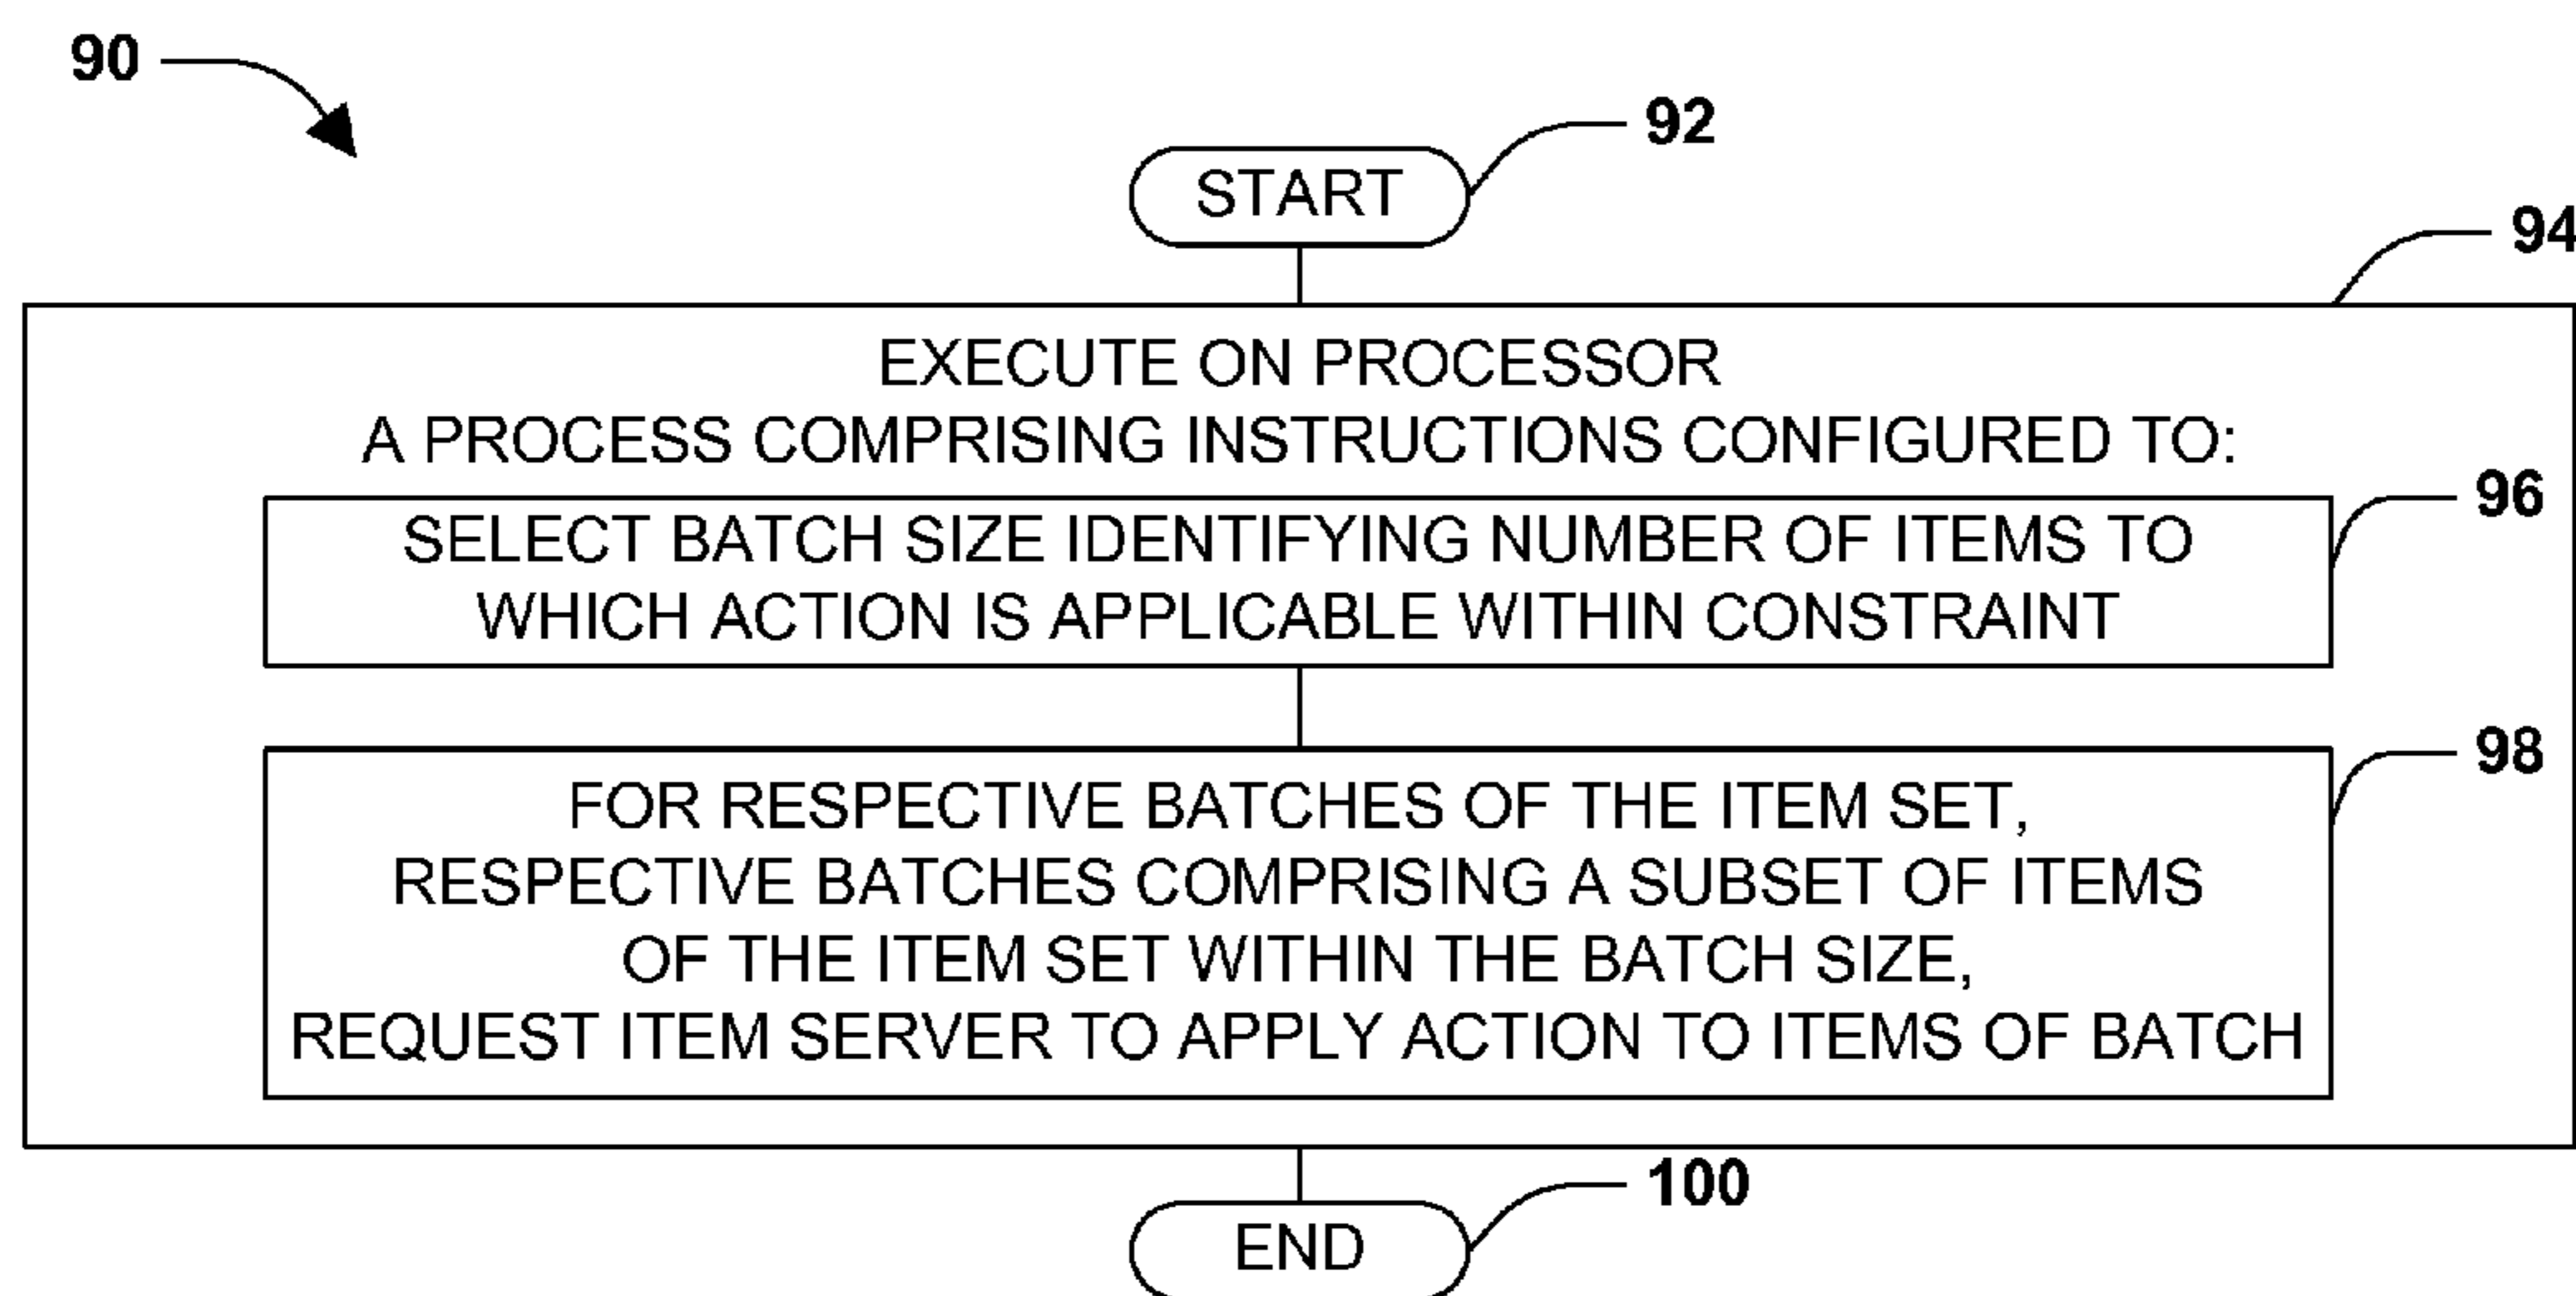 90
92
START
94
EXECUTE ON PROCESSOR
A PROCESS COMPRISING INSTRUCTIONS CONFIGURED TO:
96
SELECT BATCH SIZE IDENTIFYING NUMBER OF ITEMS TO
WHICH ACTION IS APPLICABLE WITHIN CONSTRAINT
98
FOR RESPECTIVE BATCHES OF THE ITEM SET,
RESPECTIVE BATCHES COMPRISING A SUBSET OF ITEMS
OF THE ITEM SET WITHIN THE BATCH SIZE,
REQUEST ITEM SERVER TO APPLY ACTION TO ITEMS OF BATCH
100
END